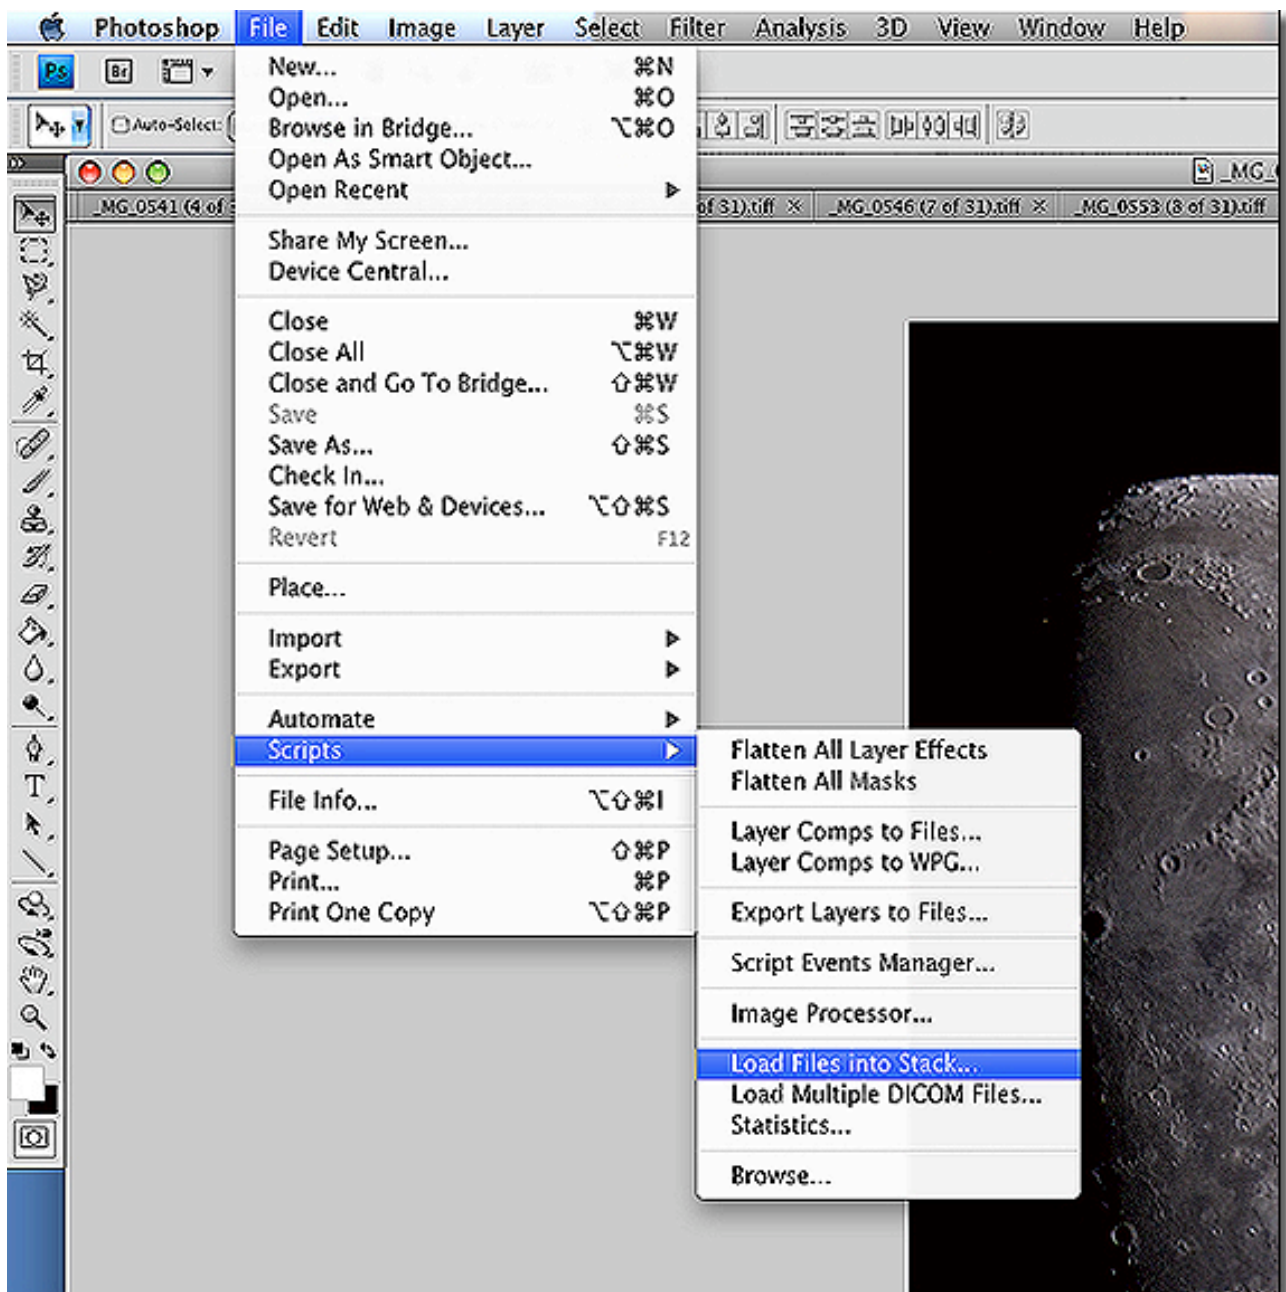 Photoshop File Edit Image Layer Select Filter Analysis 3D View Window Help
Ps Br
Auto-Select:
_MG_
_MG_0541 (4 of of 31).tiff × _MG_0546 (7 of 31).tiff × _MG_0553 (8 of 31).tiff
New... ⌘N
Open... ⌘O
Browse in Bridge... ⌥⌘O
Open As Smart Object...
Open Recent
Share My Screen...
Device Central...
Close ⌘W
Close All ⌥⌘W
Close and Go To Bridge... ⇧⌘W
Save ⌘S
Save As... ⇧⌘S
Check In...
Save for Web & Devices... ⌥⇧⌘S
Revert F12
Place...
Import
Export
Automate
Scripts
File Info... ⌥⇧⌘I
Page Setup... ⇧⌘P
Print... ⌘P
Print One Copy ⌥⇧⌘P
Flatten All Layer Effects
Flatten All Masks
Layer Comps to Files...
Layer Comps to WPG...
Export Layers to Files...
Script Events Manager...
Image Processor...
Load Files into Stack...
Load Multiple DICOM Files...
Statistics...
Browse...